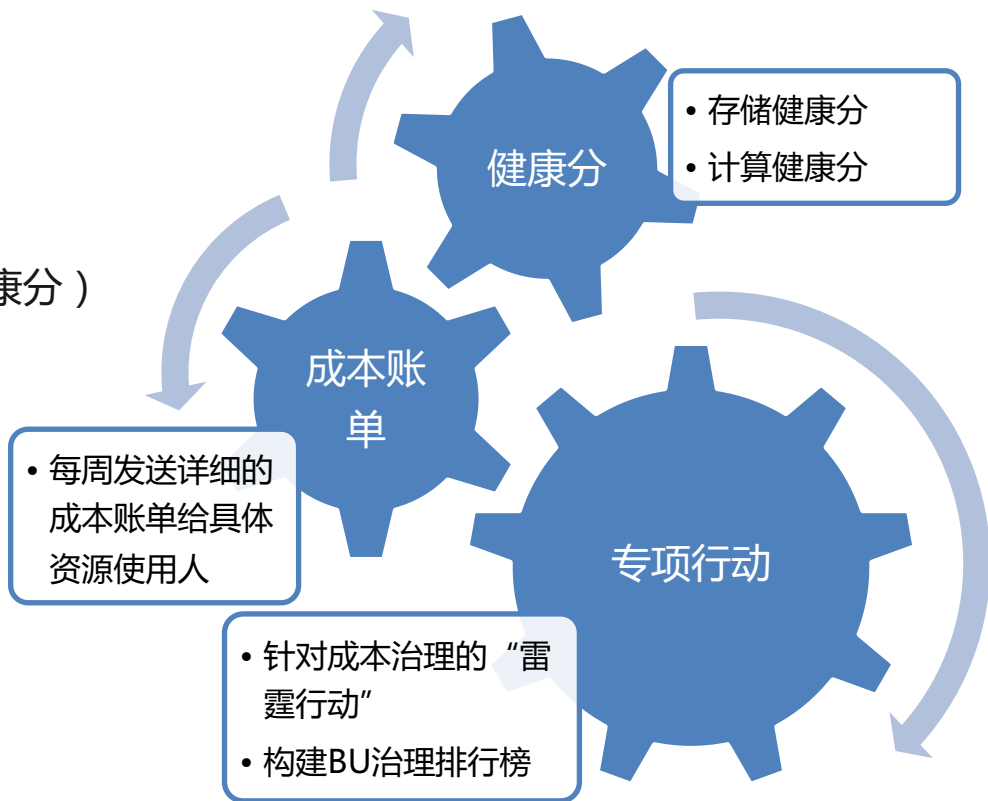 健康分
• 存储健康分
• 计算健康分
康分）
成本账
单
• 每周发送详细的
成本账单给具体
资源使用人
专项行动
• 针对成本治理的“雷
霆行动”
• 构建BU治理排行榜